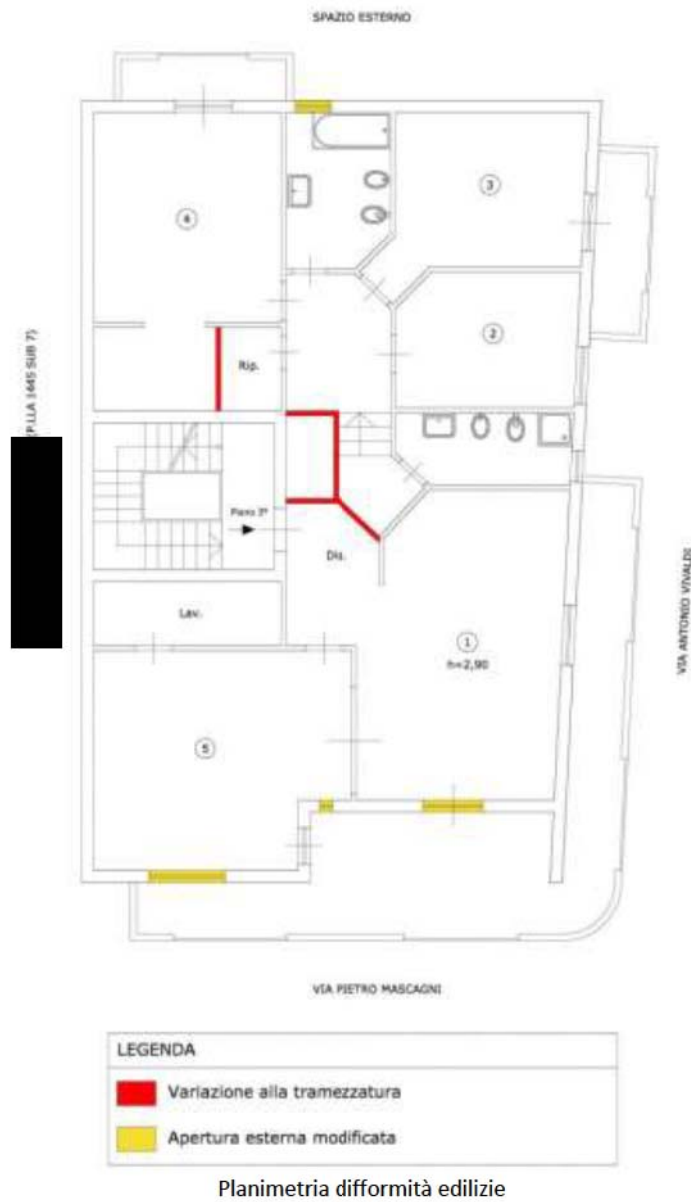 SPAZIO ESTERNO
3
4
2
(P.LLA 1445 SUB 7)
Rip.
Piano 3°
Dis.
Lav.
1
h=2,90
VIA ANTONIO VIVALDI
5
VIA PIETRO MASCAGNI
LEGENDA
Variazione alla tramezzatura
Apertura esterna modificata
Planimetria difformità edilizie